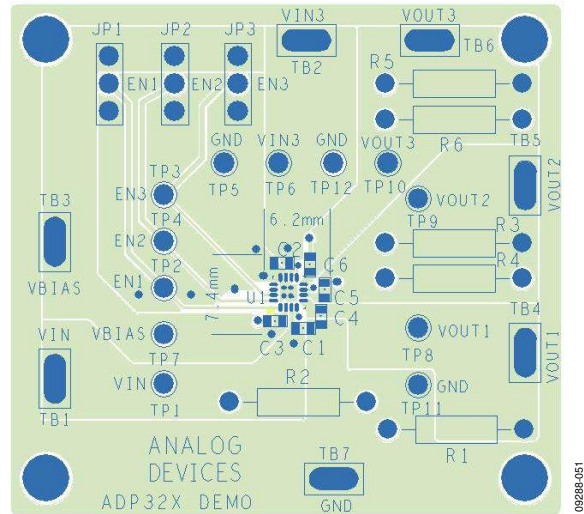 JP1 JP2 JP3 VIN3 VOUT3
TB2 TB6
EN1 EN2 EN3
R5
R6
TB5
VOUT2
GND VIN3 GND VOUT3
TP5 TP6 TP12 TP10
TP3
EN3
TP4
EN2
TP2
EN1
VOUT2
TP9
R3
R4
TB3
VBIAS
6.2mm
7.4mm
C2
C6
C5
C4
U1
C3 C1
TB4
VOUT1
VIN
TB1
VBIAS
TP7
VIN
TP1
VOUT1
TP8
GND
TP11
R2
R1
ANALOG
DEVICES
ADP32X DEMO
TB7
GND
09288-051